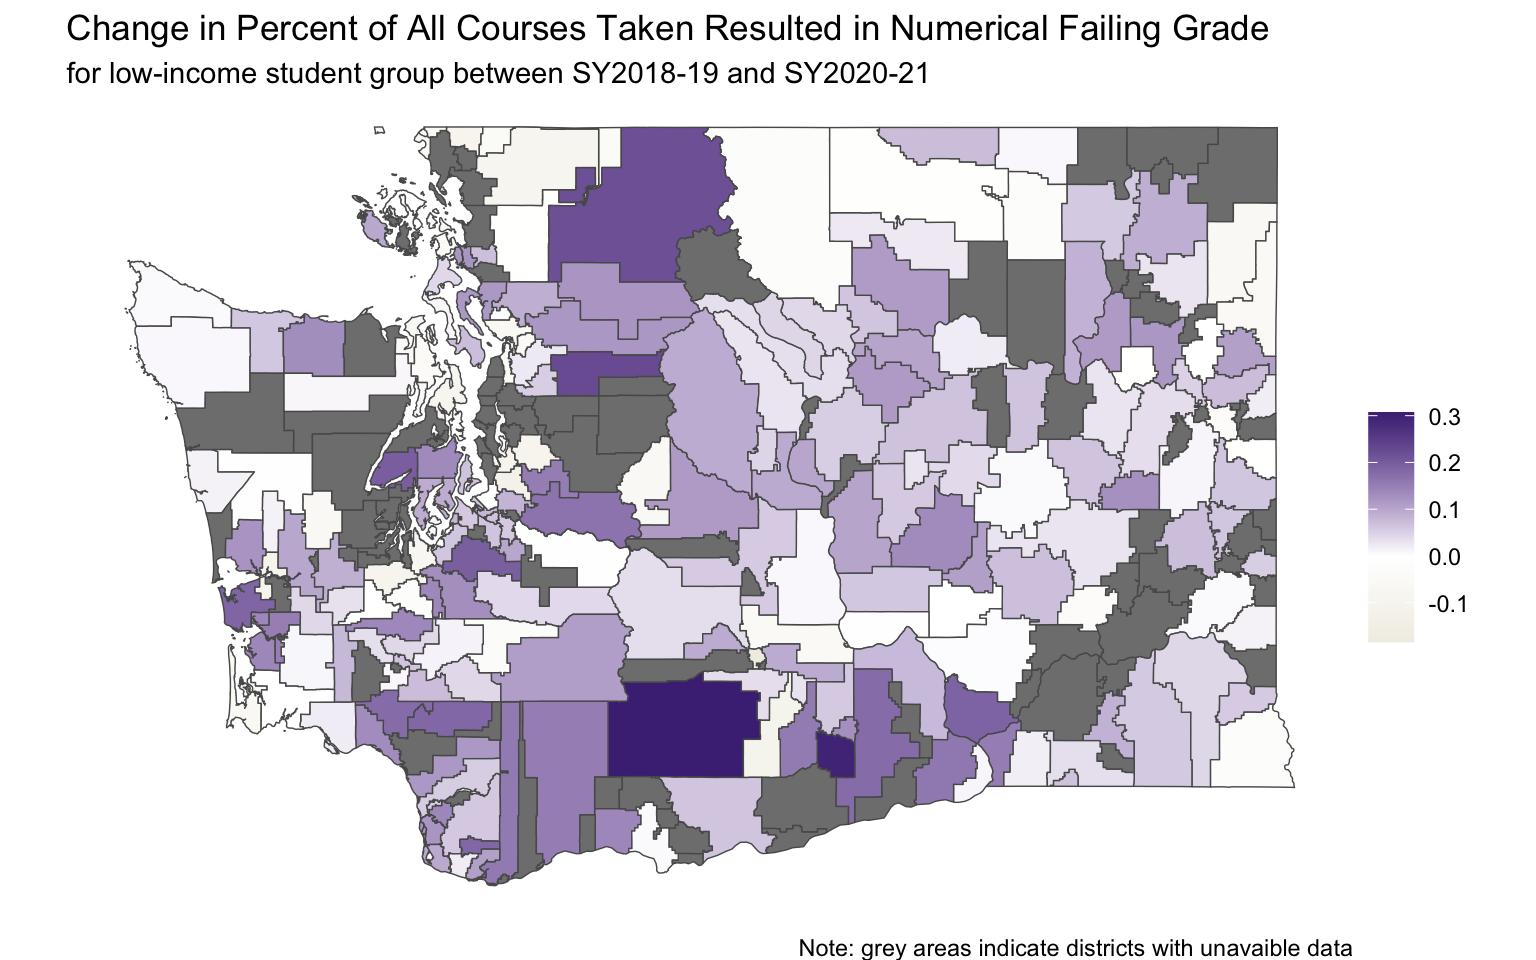 Change in Percent of All Courses Taken Resulted in Numerical Failing Grade
for low-income student group between SY2018-19 and SY2020-21
0.3
0.2
0.1
0.0
-0.1
Note: grey areas indicate districts with unavaible data